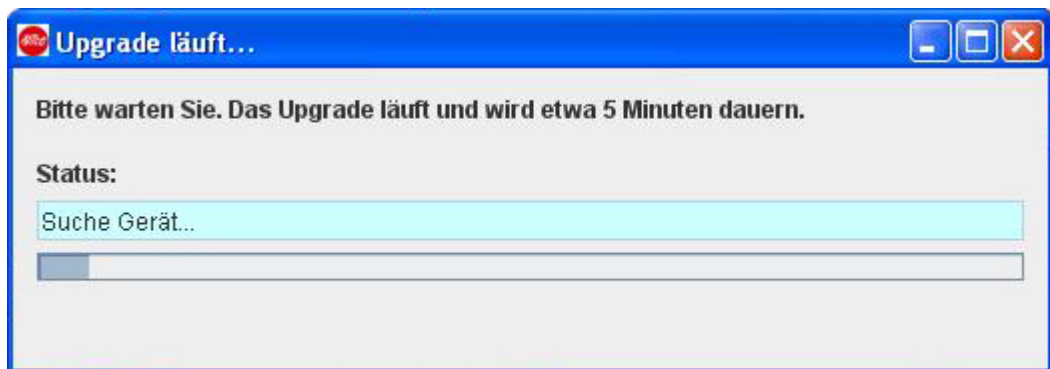 Upgrade läuft...
Bitte warten Sie. Das Upgrade läuft und wird etwa 5 Minuten dauern.
Status:
Suche Gerät...